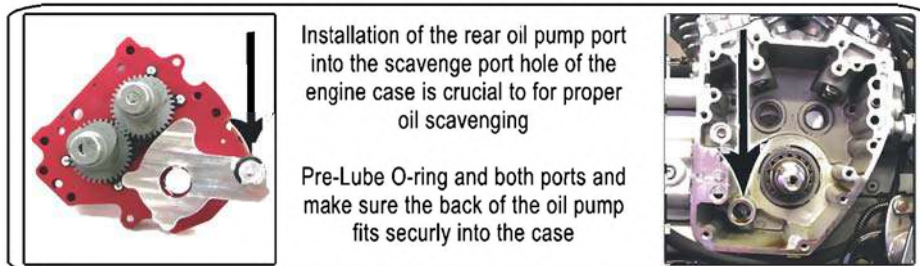 Installation of the rear oil pump port
into the scavenge port hole of the
engine case is crucial to for proper
oil scavenging
Pre-Lube O-ring and both ports and
make sure the back of the oil pump
fits securly into the case